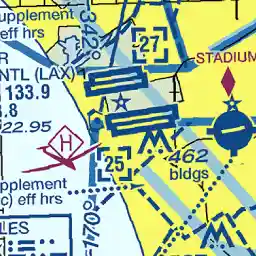 upplement
eff hrs
342°
27
STADIUM
R
NTL (LAX)
133.9
.8
22.95
H
25
462
bldgs
pplement
c) eff hrs
170°
LES